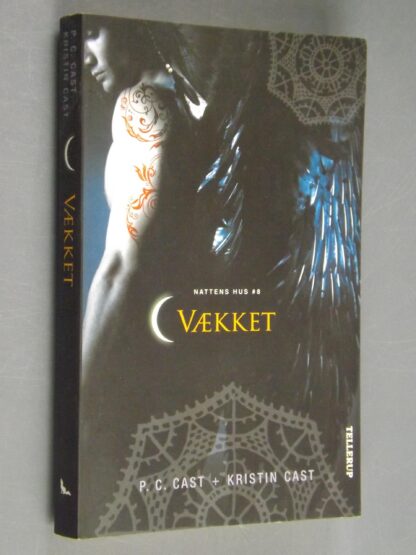 P. C. CAST
KRISTIN CAST
VÆKKET
NATTENS HUS #8
VÆKKET
TELLERUP
P. C. CAST + KRISTIN CAST